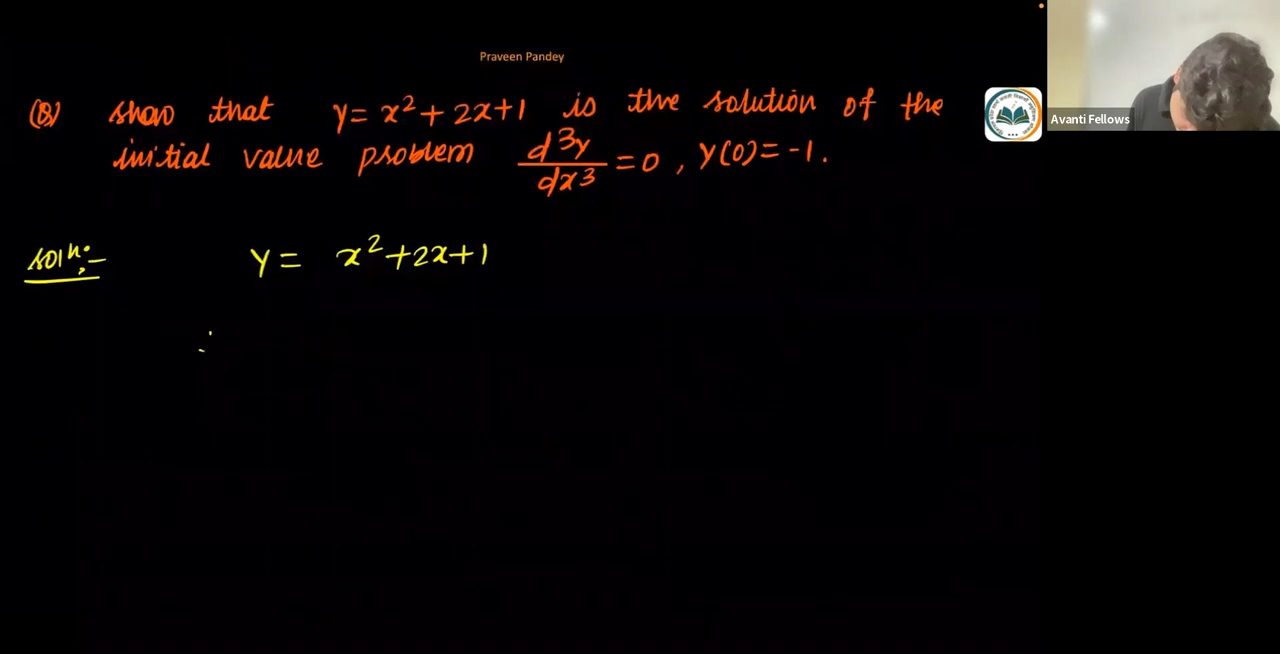 Praveen Pandey
(Q) show that y = x² + 2x + 1 is the solution of the
initial value problem d³y/dx³ = 0, y(0) = -1.
Avanti Fellows
soln:-
y = x² + 2x + 1